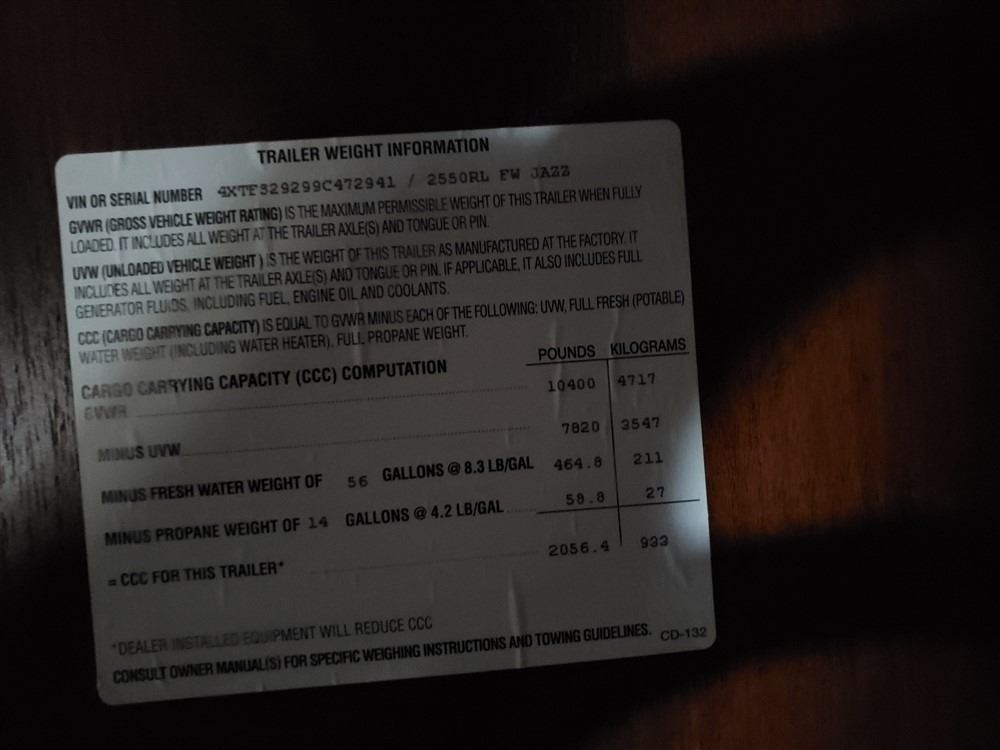 TRAILER WEIGHT INFORMATION
VIN OR SERIAL NUMBER 4XTF329299C472941 / 2550RL FW JAZZ
GVWR (GROSS VEHICLE WEIGHT RATING) IS THE MAXIMUM PERMISSIBLE WEIGHT OF THIS TRAILER WHEN FULLY
LOADED. IT INCLUDES ALL WEIGHT AT THE TRAILER AXLE(S) AND TONGUE OR PIN.
UVW (UNLOADED VEHICLE WEIGHT ) IS THE WEIGHT OF THIS TRAILER AS MANUFACTURED AT THE FACTORY. IT
INCLUDES ALL WEIGHT AT THE TRAILER AXLE(S) AND TONGUE OR PIN. IF APPLICABLE, IT ALSO INCLUDES FULL
GENERATOR FLUIDS, INCLUDING FUEL, ENGINE OIL AND COOLANTS.
CCC (CARGO CARRYING CAPACITY) IS EQUAL TO GVWR MINUS EACH OF THE FOLLOWING: UVW, FULL FRESH (POTABLE)
WATER WEIGHT (INCLUDING WATER HEATER), FULL PROPANE WEIGHT.
POUNDS KILOGRAMS
CARGO CARRYING CAPACITY (CCC) COMPUTATION
GVWR 10400 4717
MINUS UVW 7820 3547
MINUS FRESH WATER WEIGHT OF 56 GALLONS @ 8.3 LB/GAL 464.8 211
MINUS PROPANE WEIGHT OF 14 GALLONS @ 4.2 LB/GAL 58.8 27
= CCC FOR THIS TRAILER* 2056.4 933
*DEALER INSTALLED EQUIPMENT WILL REDUCE CCC
CONSULT OWNER MANUAL(S) FOR SPECIFIC WEIGHING INSTRUCTIONS AND TOWING GUIDELINES. CD-132